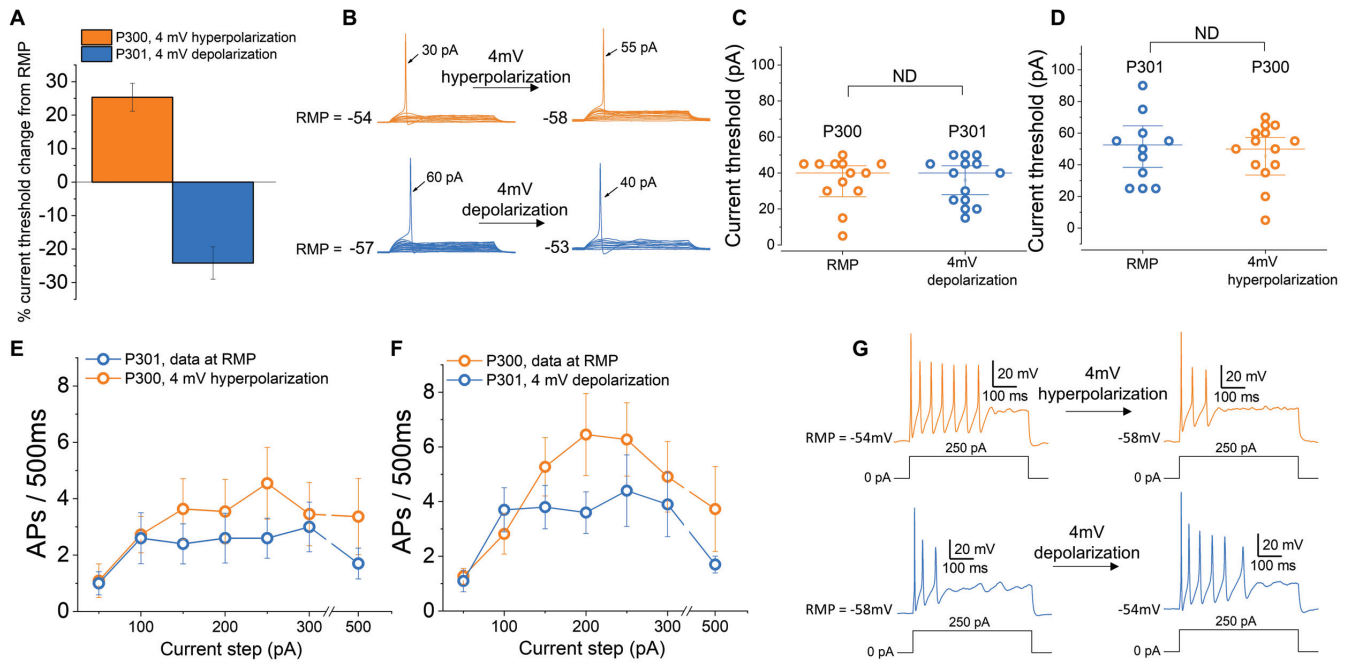 A
P300, 4 mV hyperpolarization
P301, 4 mV depolarization
% current threshold change from RMP
30
20
10
0
-10
-20
-30
B
30 pA
4mV
hyperpolarization
55 pA
RMP = -54
-58
60 pA
4mV
depolarization
40 pA
RMP = -57
-53
C
Current threshold (pA)
100
80
60
40
20
0
ND
P300
P301
RMP
4mV
depolarization
D
Current threshold (pA)
100
80
60
40
20
0
ND
P301
P300
RMP
4mV
hyperpolarization
E
P301, data at RMP
P300, 4 mV hyperpolarization
APs / 500ms
8
6
4
2
0
100
200
300
500
Current step (pA)
F
P300, data at RMP
P301, 4 mV depolarization
8
6
4
2
0
APs / 500ms
100
200
300
500
Current step (pA)
G
20 mV
100 ms
4mV
hyperpolarization
20 mV
100 ms
RMP = -54mV
-58mV
250 pA
0 pA
250 pA
0 pA
20 mV
100 ms
4mV
depolarization
20 mV
100 ms
RMP = -58mV
-54mV
250 pA
0 pA
250 pA
0 pA